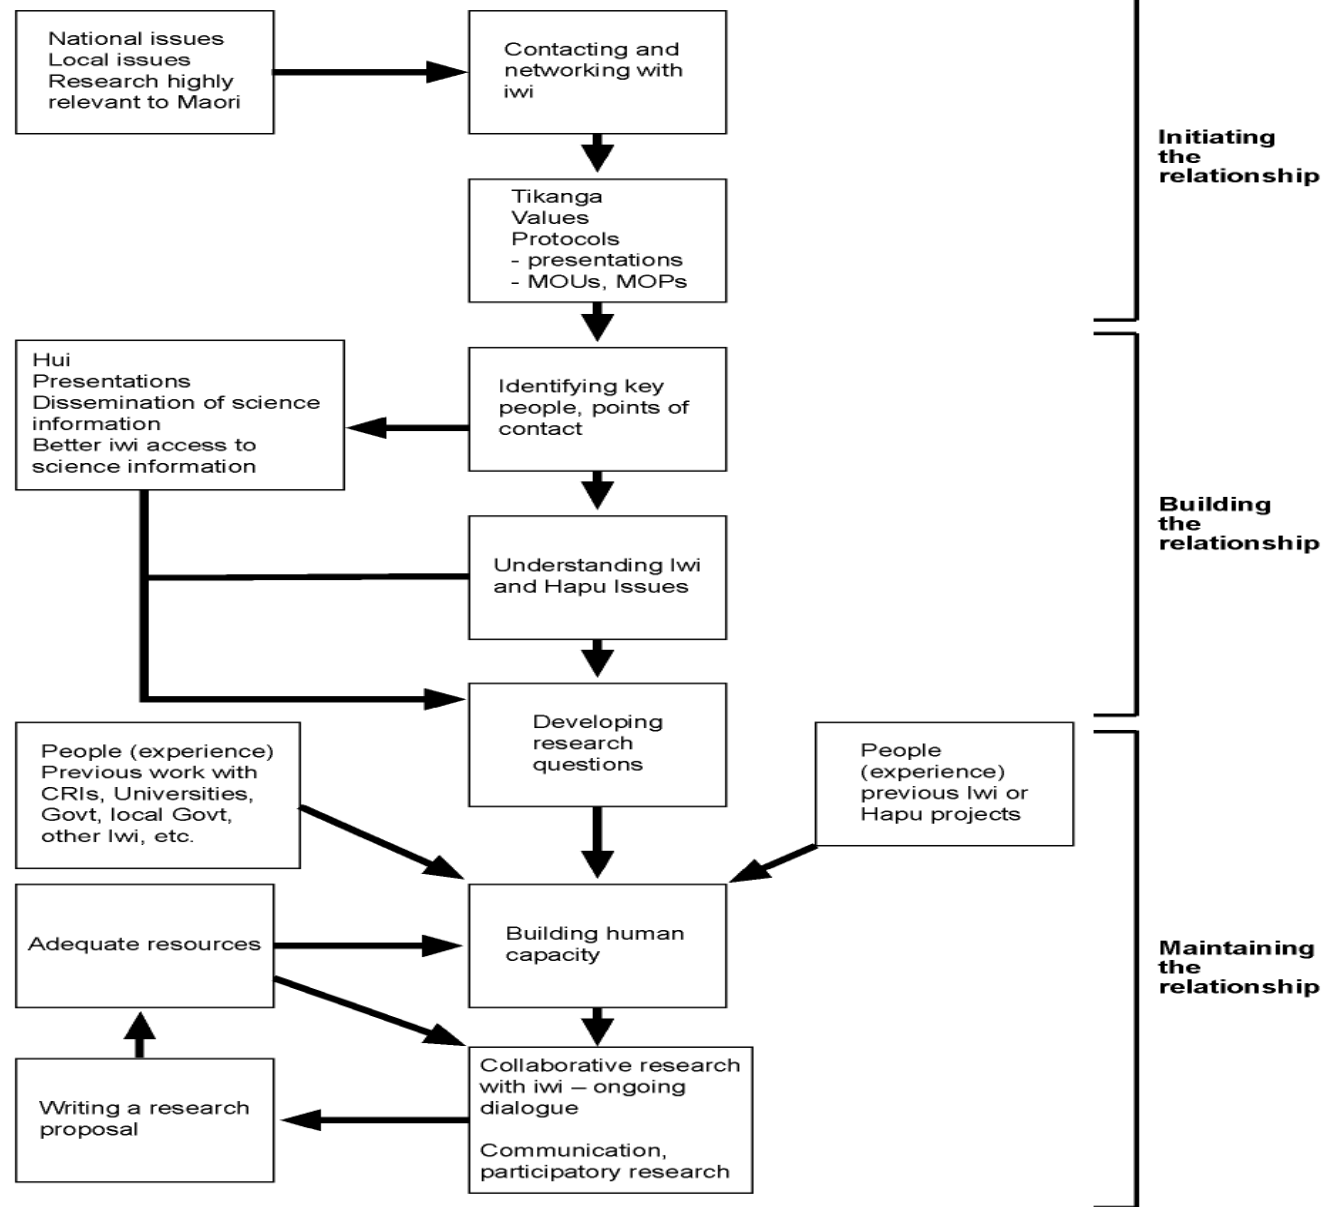 National issues
Local issues
Research highly
relevant to Maori
Contacting and
networking with
iwi
Initiating
the
relationship
Tikanga
Values
Protocols
- presentations
- MOUs, MOPs
Hui
Presentations
Dissemination of science
information
Better iwi access to
science information
Identifying key
people, points of
contact
Building
the
relationship
Understanding Iwi
and Hapu Issues
Developing
research
questions
People (experience)
Previous work with
CRIs, Universities,
Govt, local Govt,
other Iwi, etc.
People
(experience)
previous Iwi or
Hapu projects
Adequate resources
Building human
capacity
Maintaining
the
relationship
Writing a research
proposal
Collaborative research
with iwi – ongoing
dialogue
Communication,
participatory research